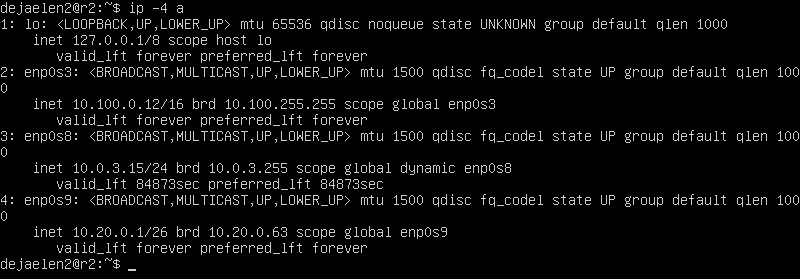 dejaelen2@r2:~$ ip -4 a
1: lo: <LOOPBACK,UP,LOWER_UP> mtu 65536 qdisc noqueue state UNKNOWN group default qlen 1000
    inet 127.0.0.1/8 scope host lo
       valid_lft forever preferred_lft forever
2: enp0s3: <BROADCAST,MULTICAST,UP,LOWER_UP> mtu 1500 qdisc fq_codel state UP group default qlen 100
0
    inet 10.100.0.12/16 brd 10.100.255.255 scope global enp0s3
       valid_lft forever preferred_lft forever
3: enp0s8: <BROADCAST,MULTICAST,UP,LOWER_UP> mtu 1500 qdisc fq_codel state UP group default qlen 100
0
    inet 10.0.3.15/24 brd 10.0.3.255 scope global dynamic enp0s8
       valid_lft 84873sec preferred_lft 84873sec
4: enp0s9: <BROADCAST,MULTICAST,UP,LOWER_UP> mtu 1500 qdisc fq_codel state UP group default qlen 100
0
    inet 10.20.0.1/26 brd 10.20.0.63 scope global enp0s9
       valid_lft forever preferred_lft forever
dejaelen2@r2:~$ _